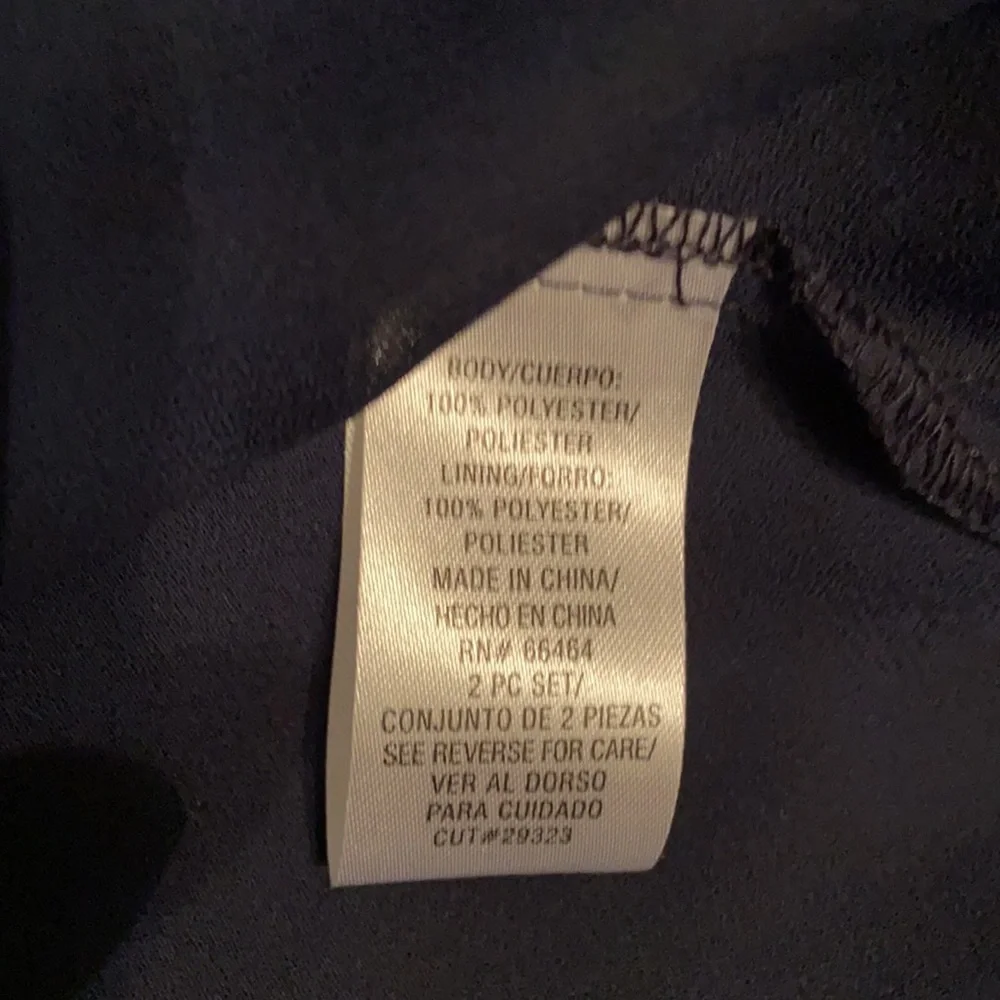 BODY/CUERPO:
100% POLYESTER/
POLIESTER
LINING/FORRO:
100% POLYESTER/
POLIESTER
MADE IN CHINA/
HECHO EN CHINA
RN# 66464
2 PC SET/
CONJUNTO DE 2 PIEZAS
SEE REVERSE FOR CARE/
VER AL DORSO
PARA CUIDADO
CUT#29323